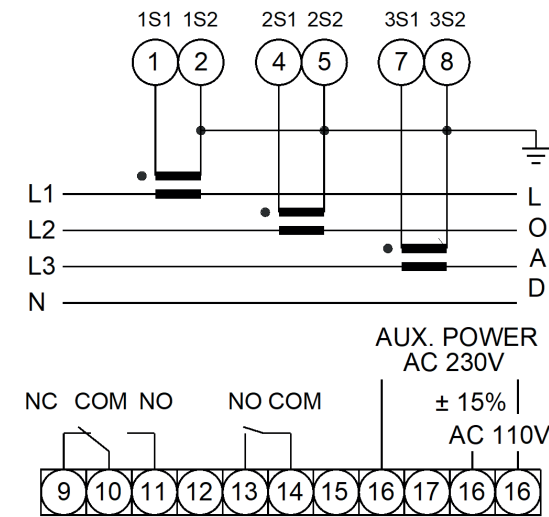 1S1 1S2 2S1 2S2 3S1 3S2
1 2 4 5 7 8
L1 L
L2 O
L3 A
N D
AUX. POWER
AC 230V
NC COM NO NO COM ± 15%
AC 110V
9 10 11 12 13 14 15 16 17 16 16